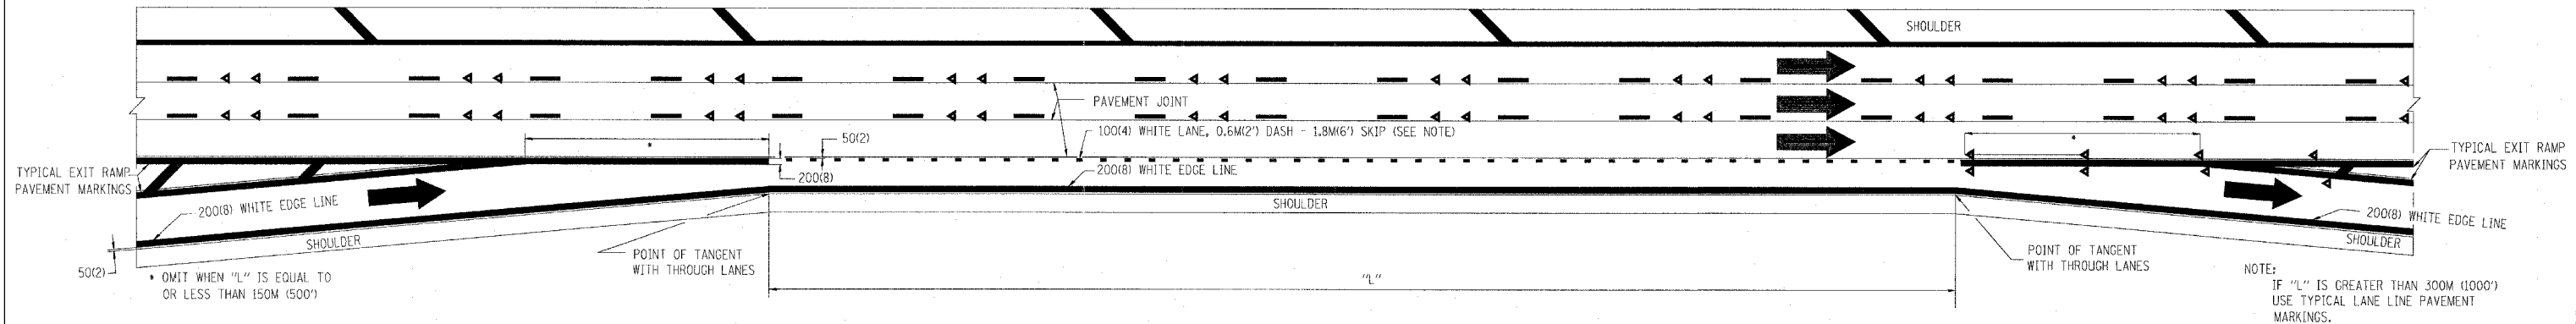 SHOULDER
PAVEMENT JOINT
100(4) WHITE LANE, 0.6M(2') DASH - 1.8M(6') SKIP (SEE NOTE)
50(2)
*
*
TYPICAL EXIT RAMP
PAVEMENT MARKINGS
TYPICAL EXIT RAMP
PAVEMENT MARKINGS
200(8)
200(8) WHITE EDGE LINE
200(8) WHITE EDGE LINE
SHOULDER
200(8) WHITE EDGE LINE
SHOULDER
SHOULDER
POINT OF TANGENT
WITH THROUGH LANES
POINT OF TANGENT
WITH THROUGH LANES
50(2)
* OMIT WHEN "L" IS EQUAL TO
OR LESS THAN 150M (500')
"L"
NOTE:
IF "L" IS GREATER THAN 300M (1000')
USE TYPICAL LANE LINE PAVEMENT
MARKINGS.